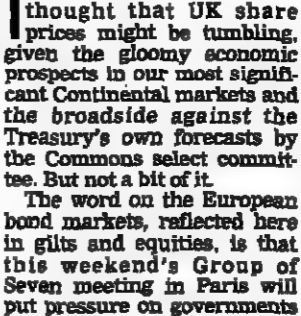 I thought that UK share
prices might be tumbling,
given the gloomy economic
prospects in our most signifi-
cant Continental markets and
the broadside against the
Treasury's own forecasts by
the Commons select commit-
tee. But not a bit of it.
The word on the European
bond markets, reflected here
in gilts and equities, is that
this weekend's Group of
Seven meeting in Paris will
put pressure on governments